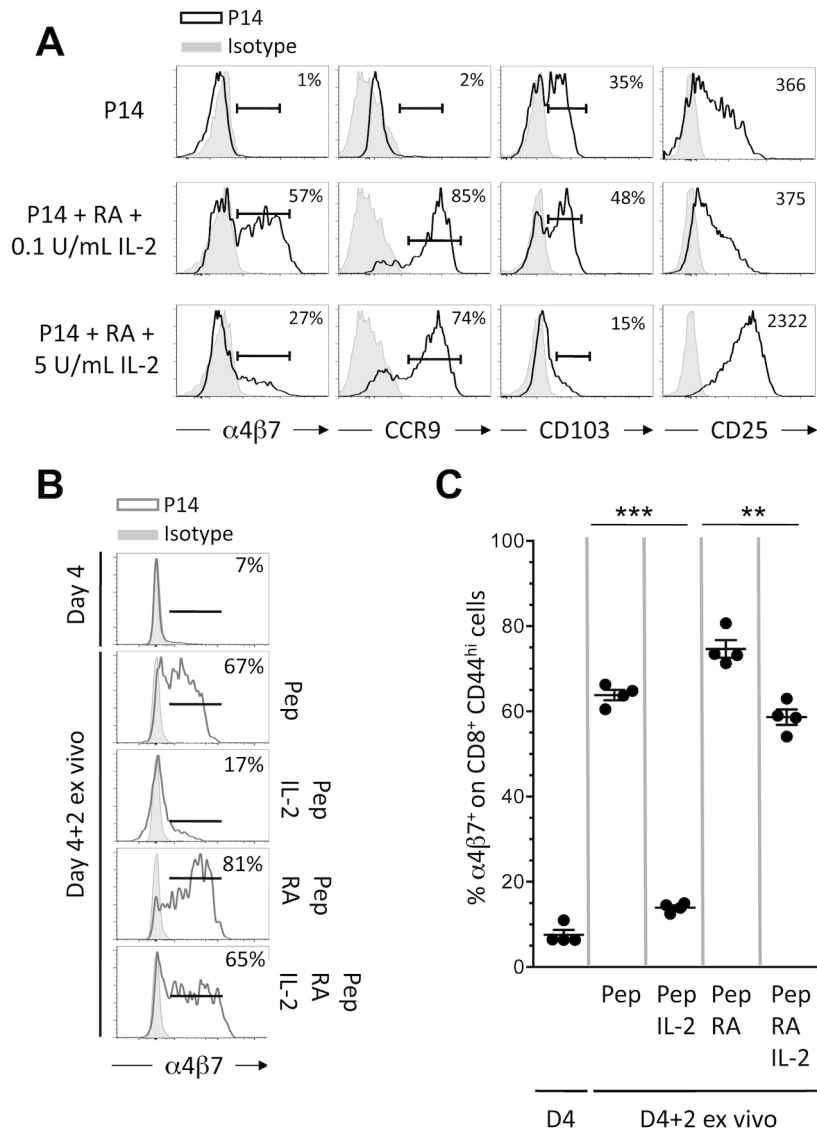 A
P14
Isotype
P14
1%
2%
35%
366
P14 + RA +
0.1 U/mL IL-2
57%
85%
48%
375
P14 + RA +
5 U/mL IL-2
27%
74%
15%
2322
α4β7
CCR9
CD103
CD25
B
P14
Isotype
Day 4
7%
Day 4+2 ex vivo
67%
Pep
17%
Pep
IL-2
81%
Pep
RA
65%
Pep
RA
IL-2
α4β7
C
% α4β7⁺ on CD8⁺ CD44ʰⁱ cells
100
80
60
40
20
0
***
**
Pep
Pep
IL-2
Pep
RA
Pep
RA
IL-2
D4
D4+2 ex vivo